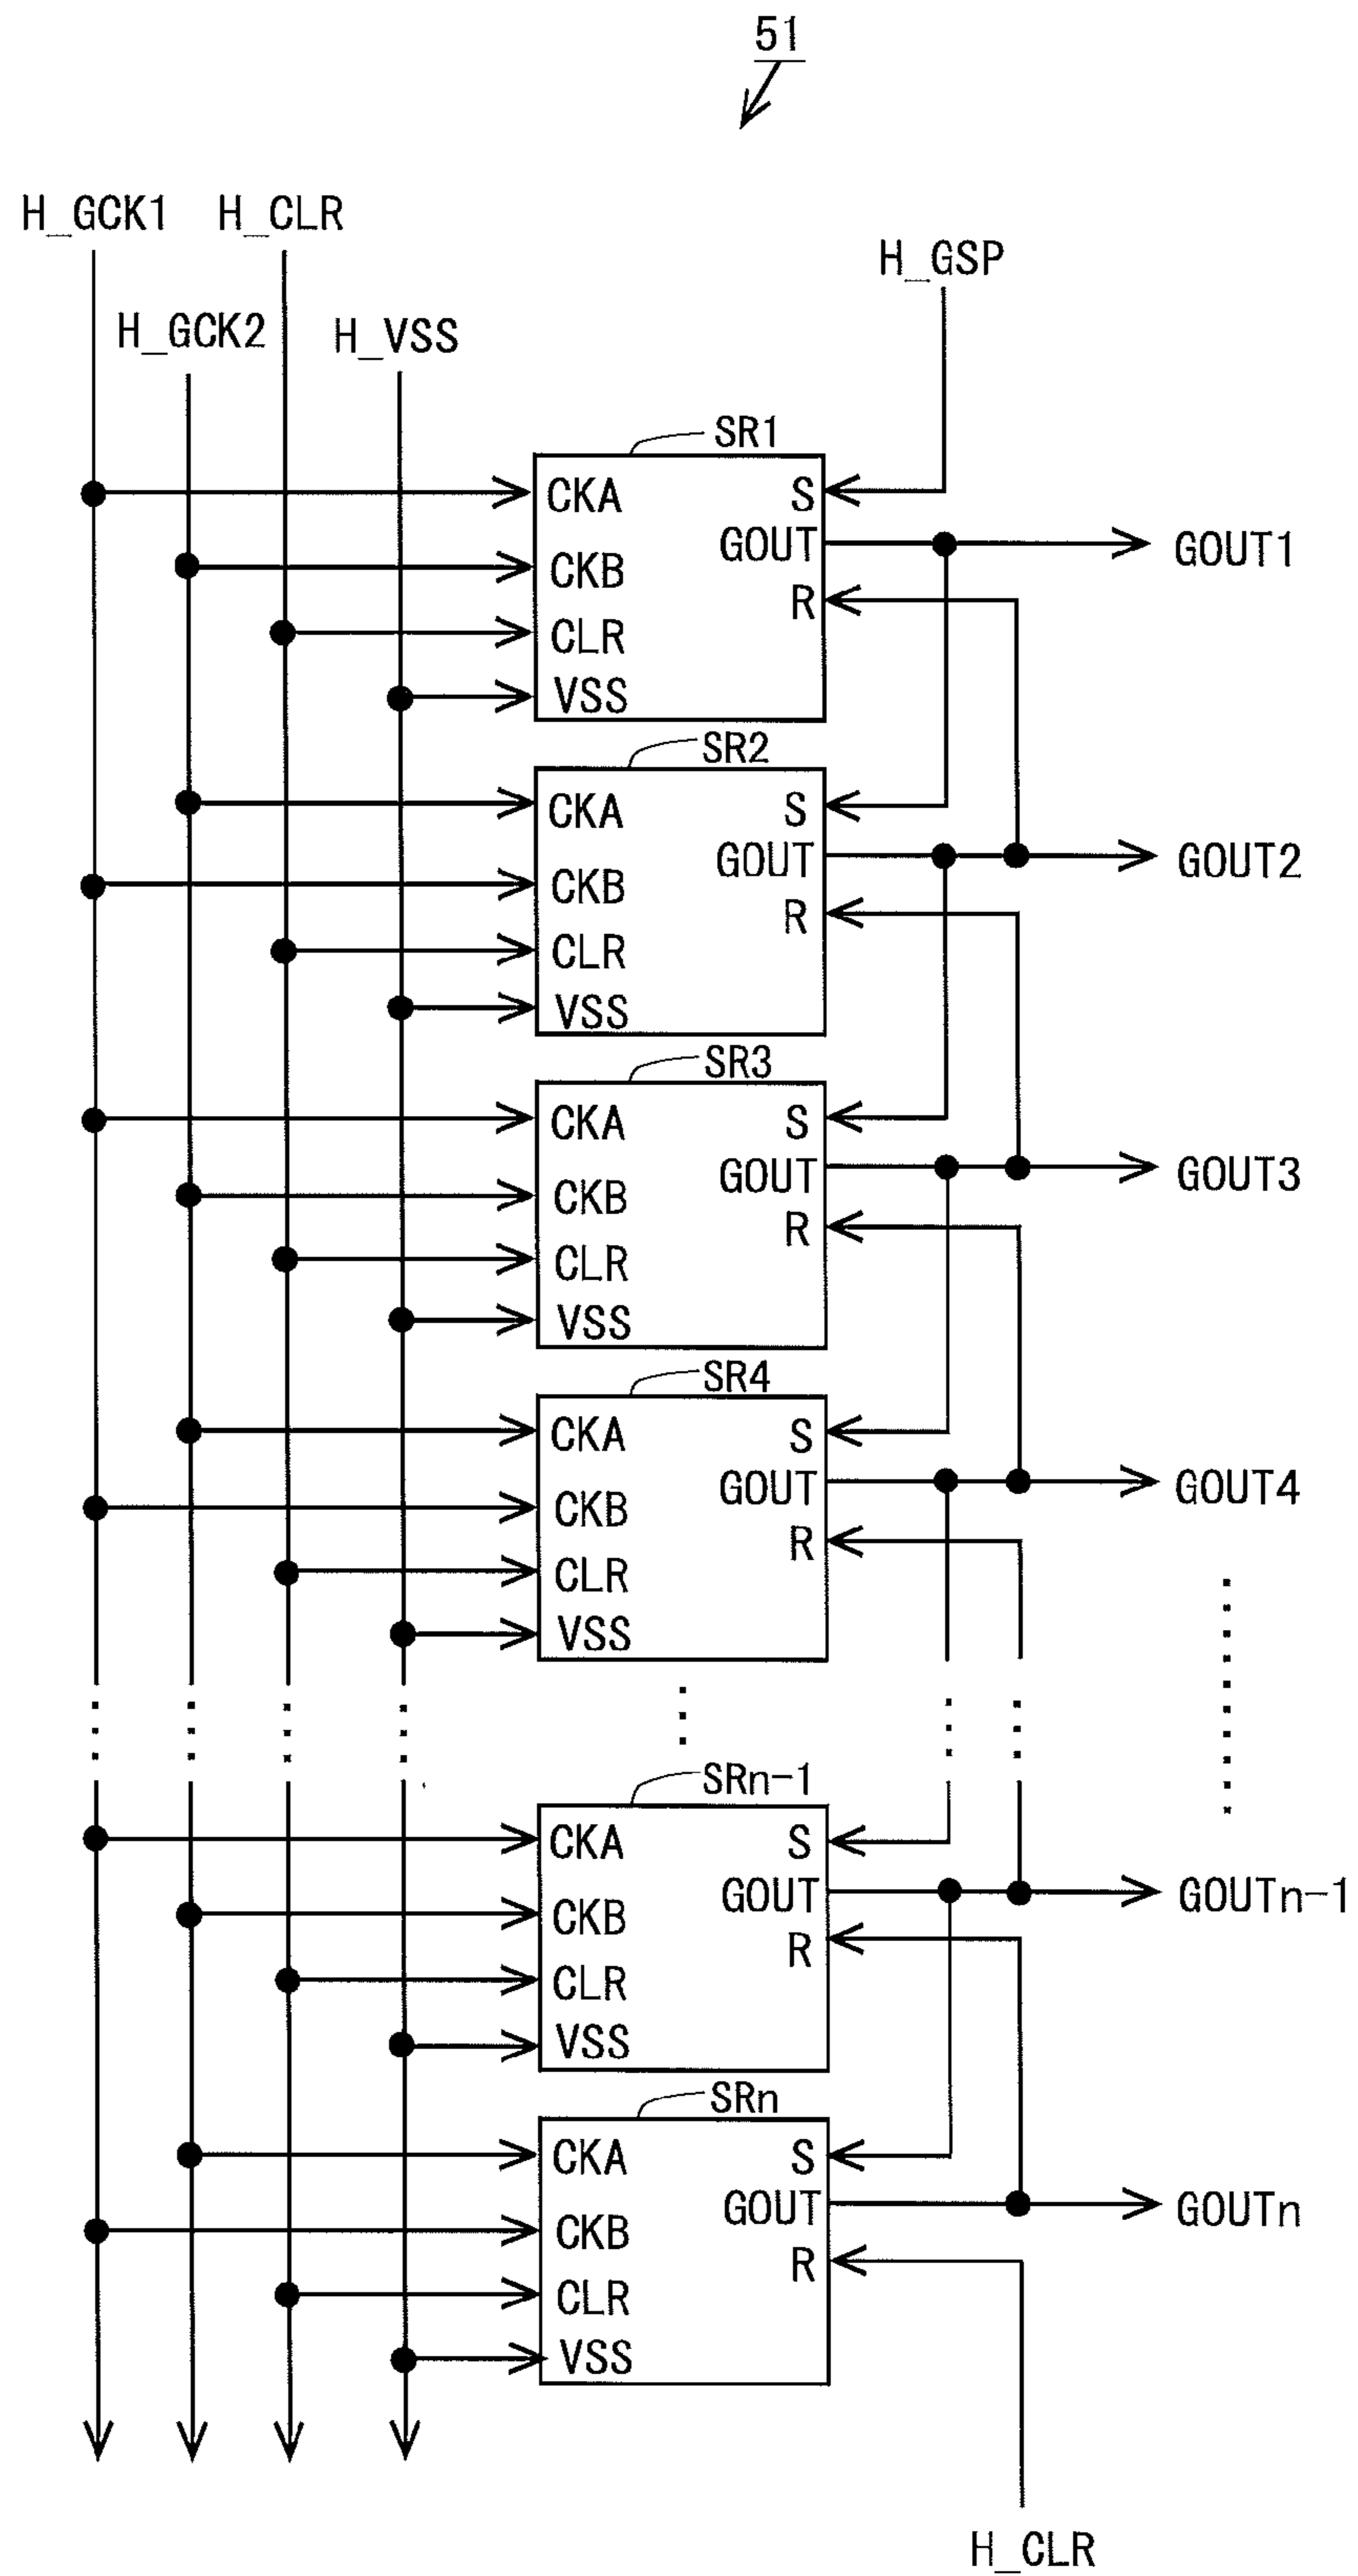 51
H_GCK1 H_CLR
H_GSP
H_GCK2 H_VSS
SR1
CKA S
GOUT GOUT1
CKB
R
CLR
VSS
SR2
CKA S
GOUT GOUT2
CKB
R
CLR
VSS
SR3
CKA S
GOUT GOUT3
CKB
R
CLR
VSS
SR4
CKA S
GOUT GOUT4
CKB
R
CLR
VSS
SRn-1
CKA S
GOUT GOUTn-1
CKB
R
CLR
VSS
SRn
CKA S
GOUT GOUTn
CKB
R
CLR
VSS
H_CLR